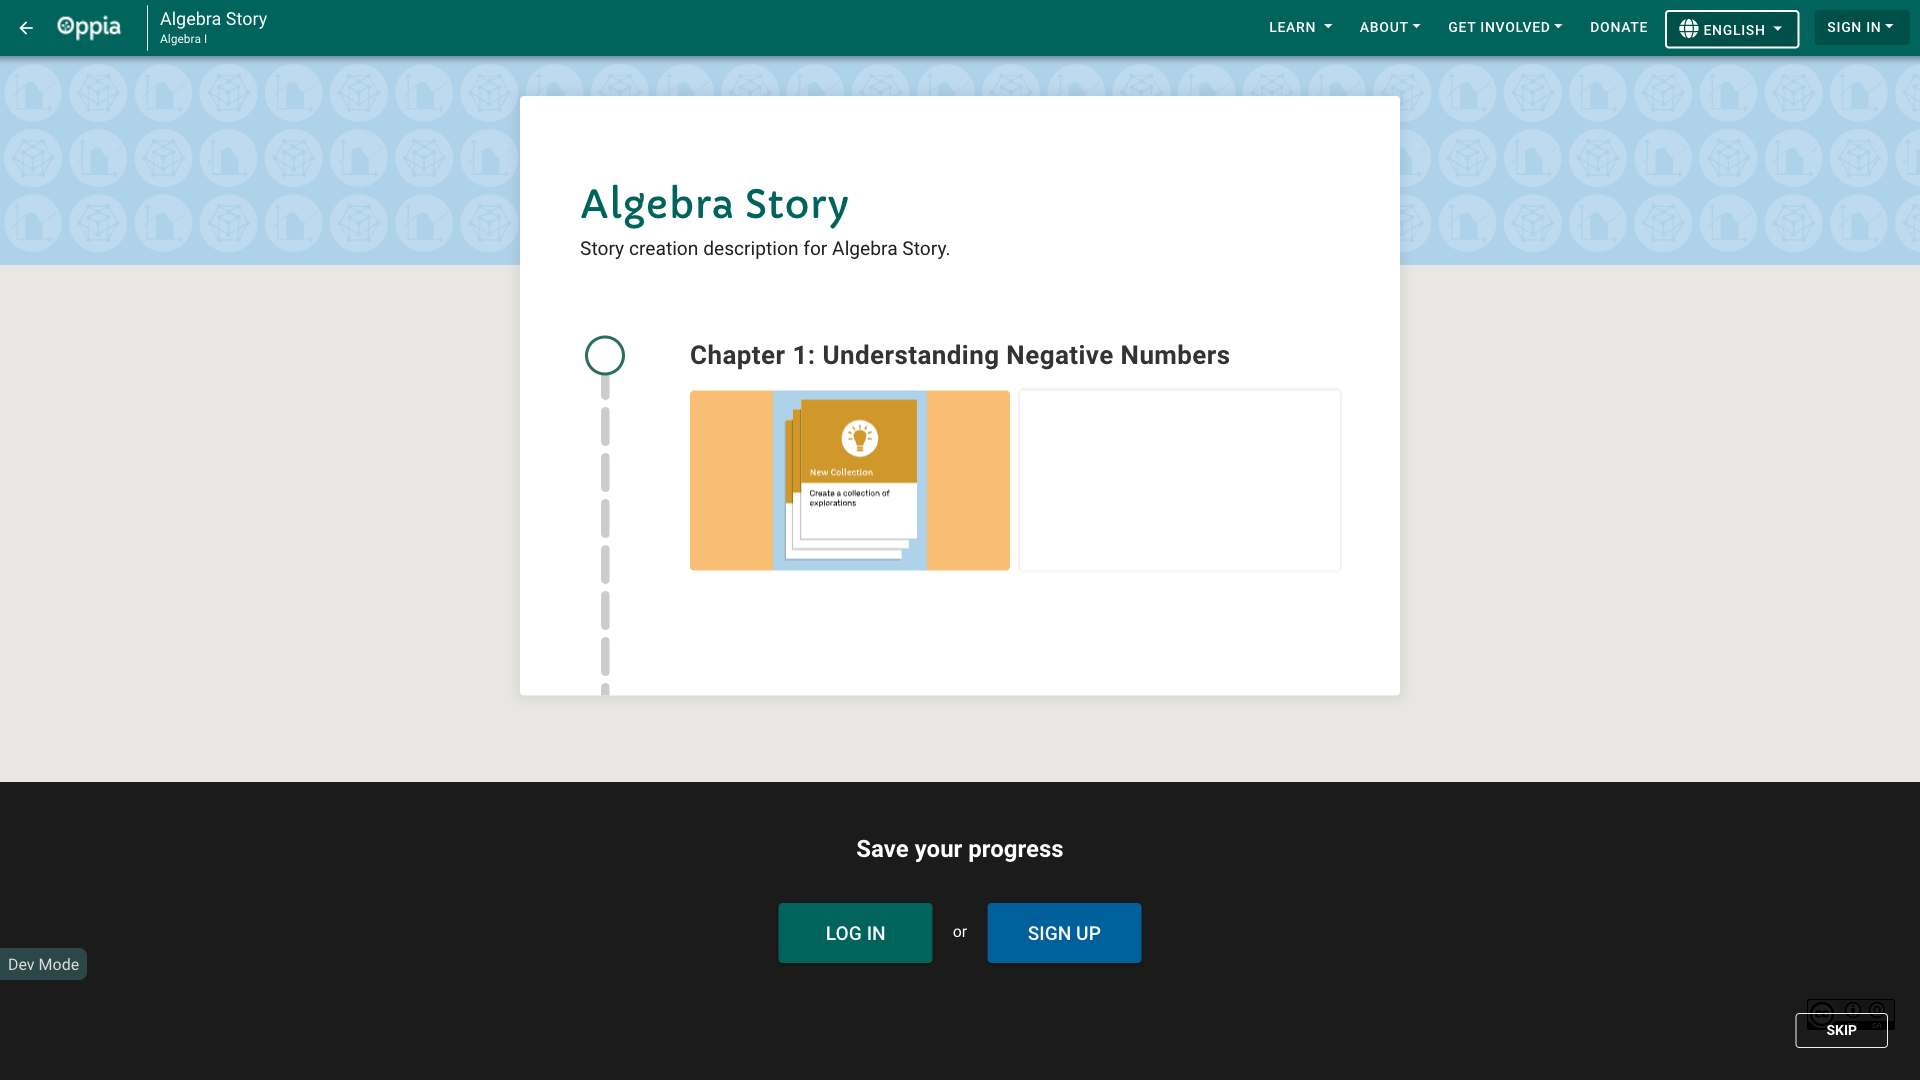 Oppia
Algebra Story
Algebra I
LEARN
ABOUT
GET INVOLVED
DONATE
ENGLISH
SIGN IN
Algebra Story
Story creation description for Algebra Story.
Chapter 1: Understanding Negative Numbers
New Collection
Create a collection of
explorations
Save your progress
LOG IN
or
SIGN UP
Dev Mode
SKIP